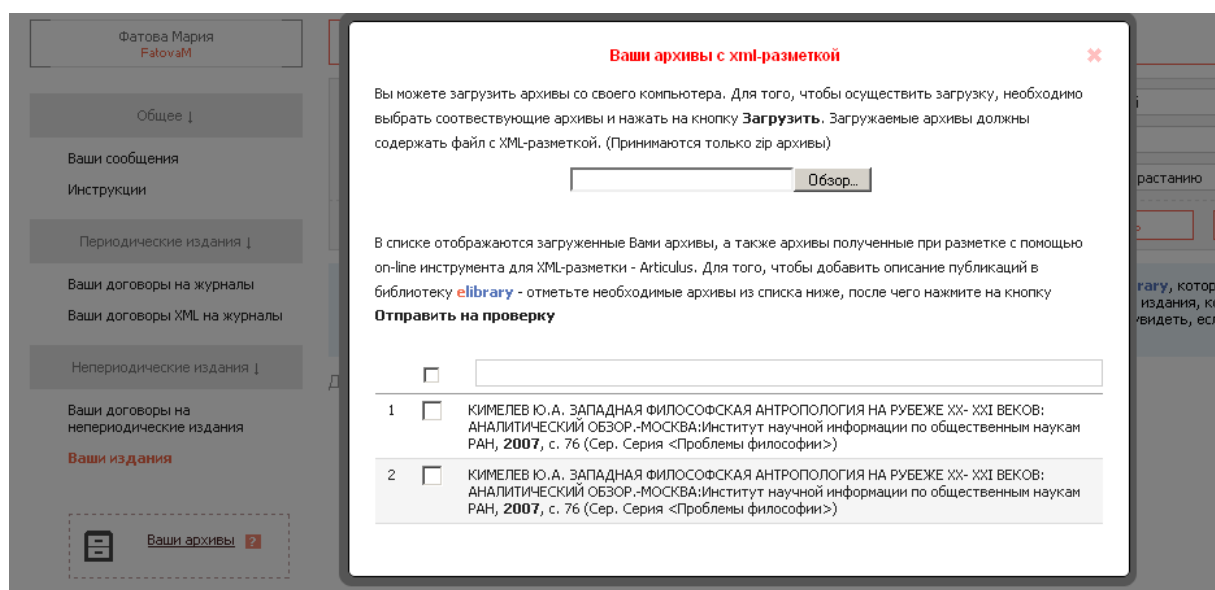 Фатова Мария
FatovaM
Общее ↓
Ваши сообщения
Инструкции
Периодические издания ↓
Ваши договоры на журналы
Ваши договоры XML на журналы
Непериодические издания ↓
Ваши договоры на
непериодические издания
Ваши издания
Ваши архивы ?
Ваши архивы с xml-разметкой
Вы можете загрузить архивы со своего компьютера. Для того, чтобы осуществить загрузку, необходимо
выбрать соотвествующие архивы и нажать на кнопку Загрузить. Загружаемые архивы должны
содержать файл с XML-разметкой. (Принимаются только zip архивы)
Обзор...
В списке отображаются загруженные Вами архивы, а также архивы полученные при разметке с помощью
on-line инструмента для XML-разметки - Articulus. Для того, чтобы добавить описание публикаций в
библиотеку elibrary - отметьте необходимые архивы из списка ниже, после чего нажмите на кнопку
Отправить на проверку
1 КИМЕЛЕВ Ю.А. ЗАПАДНАЯ ФИЛОСОФСКАЯ АНТРОПОЛОГИЯ НА РУБЕЖЕ XX- XXI ВЕКОВ:
АНАЛИТИЧЕСКИЙ ОБЗОР.-МОСКВА:Институт научной информации по общественным наукам
РАН, 2007, с. 76 (Сер. Серия <Проблемы философии>)
2 КИМЕЛЕВ Ю.А. ЗАПАДНАЯ ФИЛОСОФСКАЯ АНТРОПОЛОГИЯ НА РУБЕЖЕ XX- XXI ВЕКОВ:
АНАЛИТИЧЕСКИЙ ОБЗОР.-МОСКВА:Институт научной информации по общественным наукам
РАН, 2007, с. 76 (Сер. Серия <Проблемы философии>)
растанию
rary, котор
издания, к
увидеть, есл